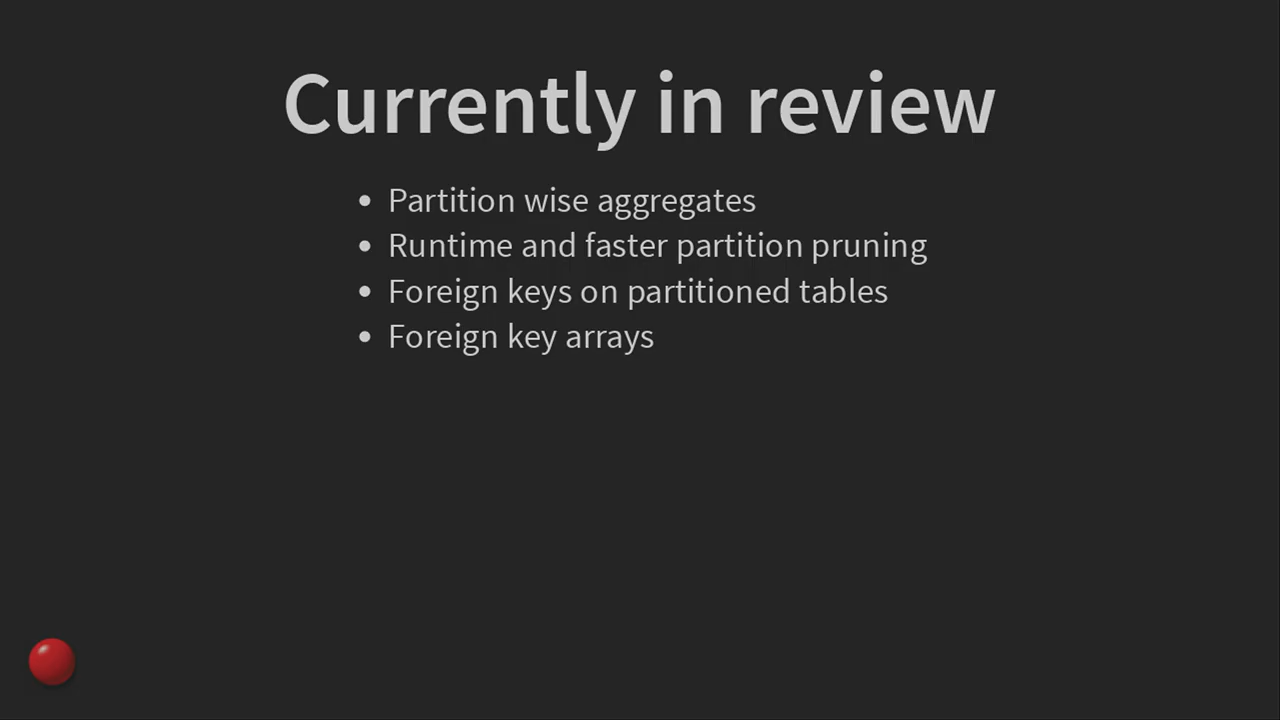 Currently in review
Partition wise aggregates
Runtime and faster partition pruning
Foreign keys on partitioned tables
Foreign key arrays